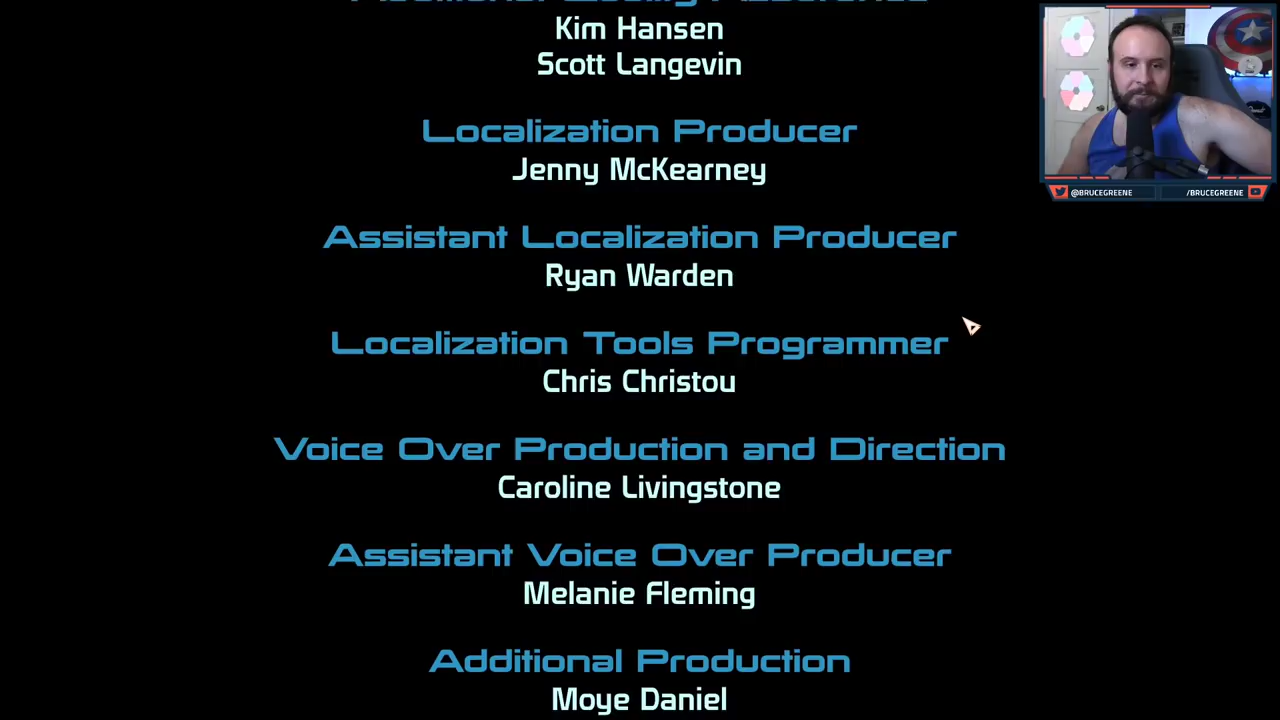 Kim Hansen
Scott Langevin
Localization Producer
Jenny McKearney
Assistant Localization Producer
Ryan Warden
Localization Tools Programmer
Chris Christou
Voice Over Production and Direction
Caroline Livingstone
Assistant Voice Over Producer
Melanie Fleming
Additional Production
Moye Daniel
@BRUCEGREENE
/BRUCEGREENE